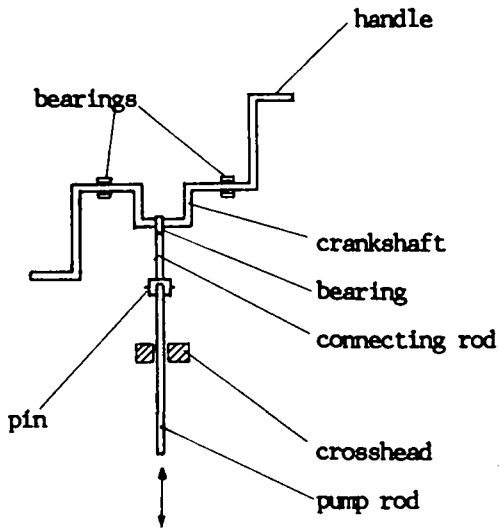 handle
bearings
crankshaft
bearing
connecting rod
pin
crosshead
pump rod